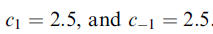 c₁ = 2.5, and c₋₁ = 2.5.